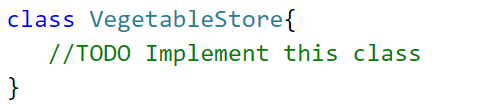 class VegetableStore{
   //TODO Implement this class
}